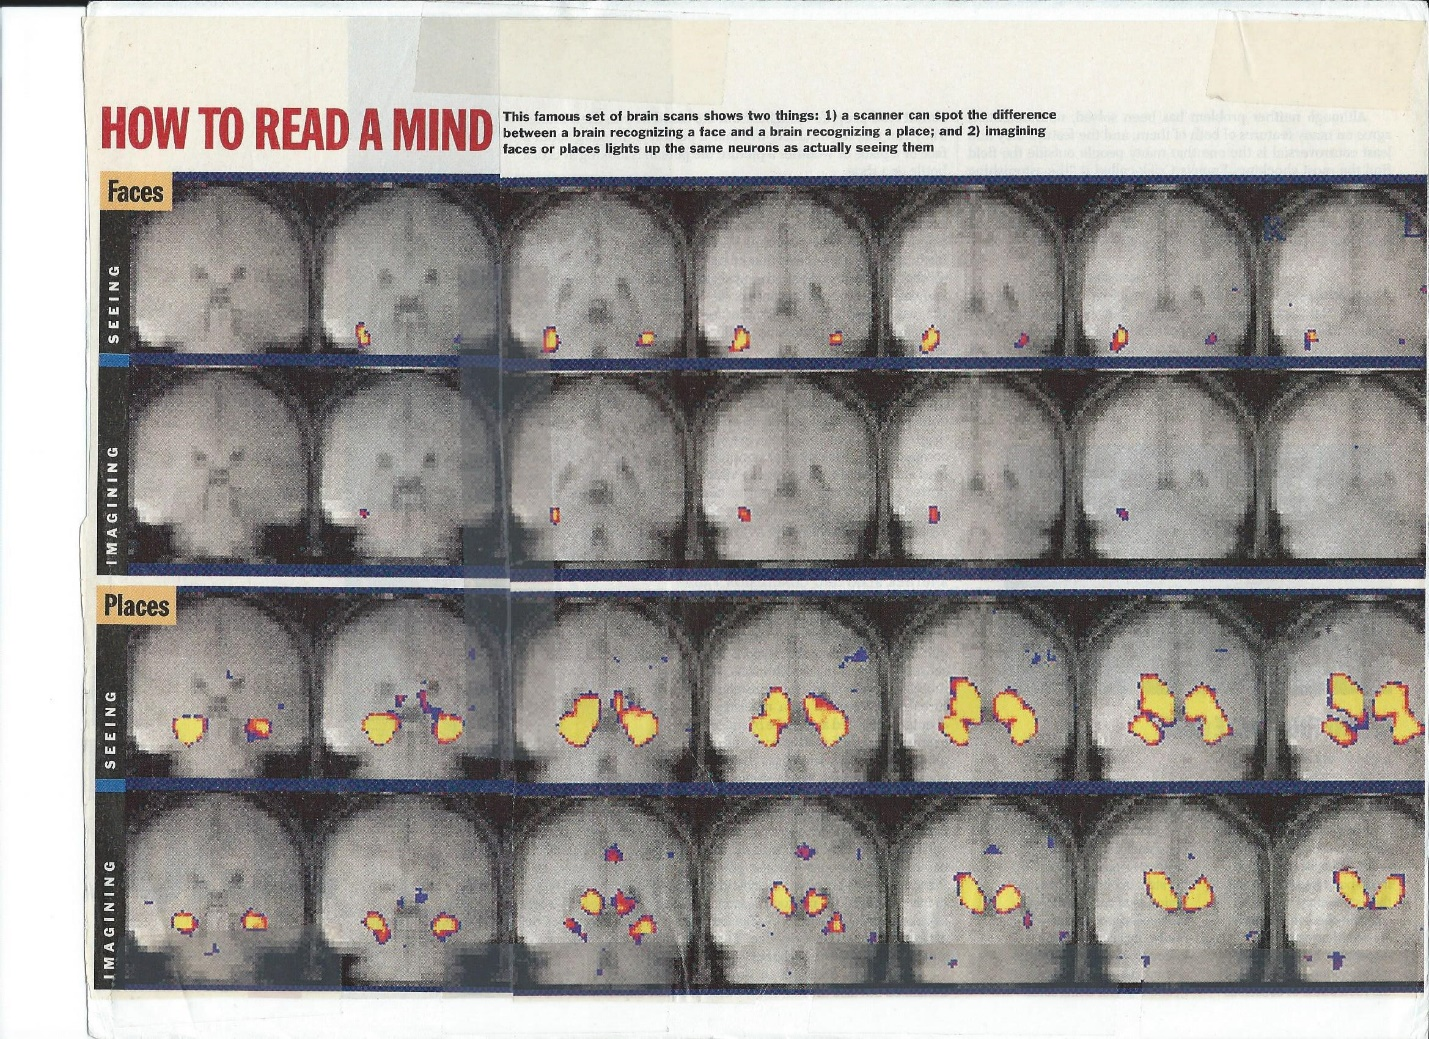 HOW TO READ A MIND
This famous set of brain scans shows two things: 1) a scanner can spot the difference
between a brain recognizing a face and a brain recognizing a place; and 2) imagining
faces or places lights up the same neurons as actually seeing them
Faces
R L
SEEING
IMAGINING
Places
SEEING
IMAGINING